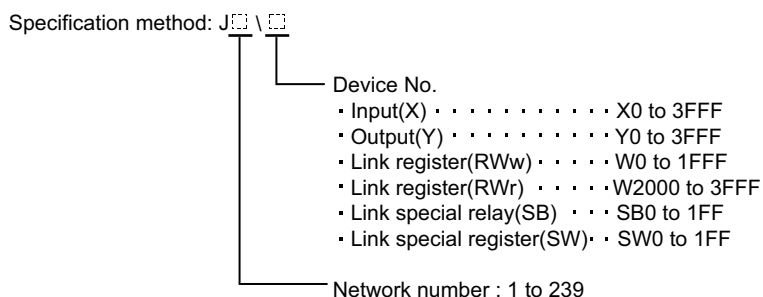 Specification method: J⬚ \ ⬚
Device No.
・Input(X) ・・・・・・・・・・・X0 to 3FFF
・Output(Y) ・・・・・・・・・・Y0 to 3FFF
・Link register(RWw) ・・・・・W0 to 1FFF
・Link register(RWr) ・・・・・W2000 to 3FFF
・Link special relay(SB) ・・・SB0 to 1FF
・Link special register(SW)・・SW0 to 1FF
Network number : 1 to 239